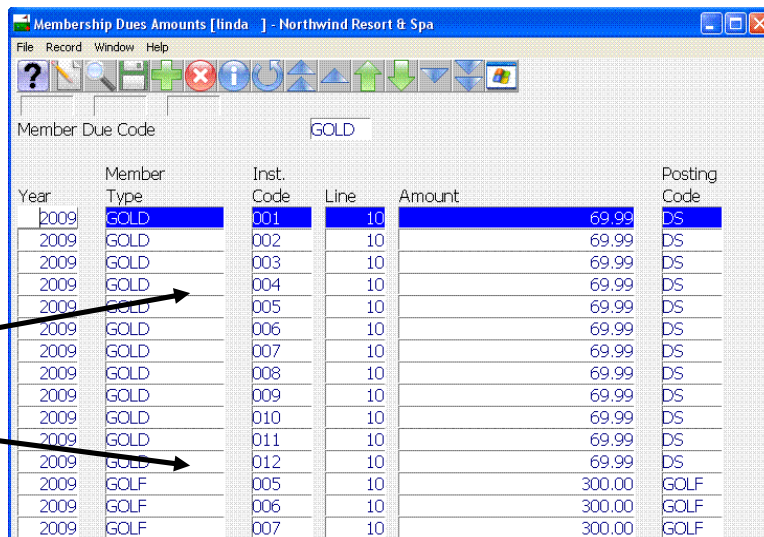 Membership Dues Amounts [linda ] - Northwind Resort & Spa
File Record Window Help
Member Due Code GOLD
Member Inst. Posting
Year Type Code Line Amount Code
2009 GOLD 001 10 69.99 DS
2009 GOLD 002 10 69.99 DS
2009 GOLD 003 10 69.99 DS
2009 GOLD 004 10 69.99 DS
2009 GOLD 005 10 69.99 DS
2009 GOLD 006 10 69.99 DS
2009 GOLD 007 10 69.99 DS
2009 GOLD 008 10 69.99 DS
2009 GOLD 009 10 69.99 DS
2009 GOLD 010 10 69.99 DS
2009 GOLD 011 10 69.99 DS
2009 GOLD 012 10 69.99 DS
2009 GOLF 005 10 300.00 GOLF
2009 GOLF 006 10 300.00 GOLF
2009 GOLF 007 10 300.00 GOLF